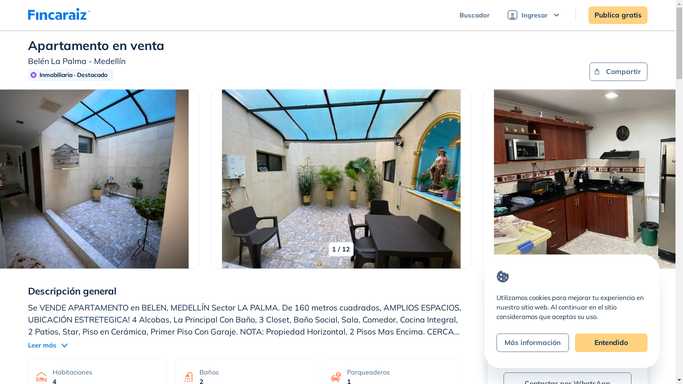 Fincaraiz
Buscador
Ingresar
Publica gratis
Apartamento en venta
Belén La Palma - Medellín
Inmobiliaria · Destacado
Compartir
1 / 12
Descripción general
Se VENDE APARTAMENTO en BELEN, MEDELLÍN Sector LA PALMA. De 160 metros cuadrados, AMPLIOS ESPACIOS,
UBICACIÓN ESTRETEGICA! 4 Alcobas, La Principal Con Baño, 3 Closet, Baño Social, Sala, Comedor, Cocina Integral,
2 Patios, Star, Piso en Cerámica, Primer Piso Con Garaje. NOTA: Propiedad Horizontal, 2 Pisos Mas Encima. CERCA...
Leer más
Habitaciones
4
Baños
2
Parqueaderos
1
Utilizamos cookies para mejorar tu experiencia en
nuestro sitio web. Al continuar en el sitio
consideramos que aceptas su uso.
Más información
Entendido
Contactar por WhatsApp